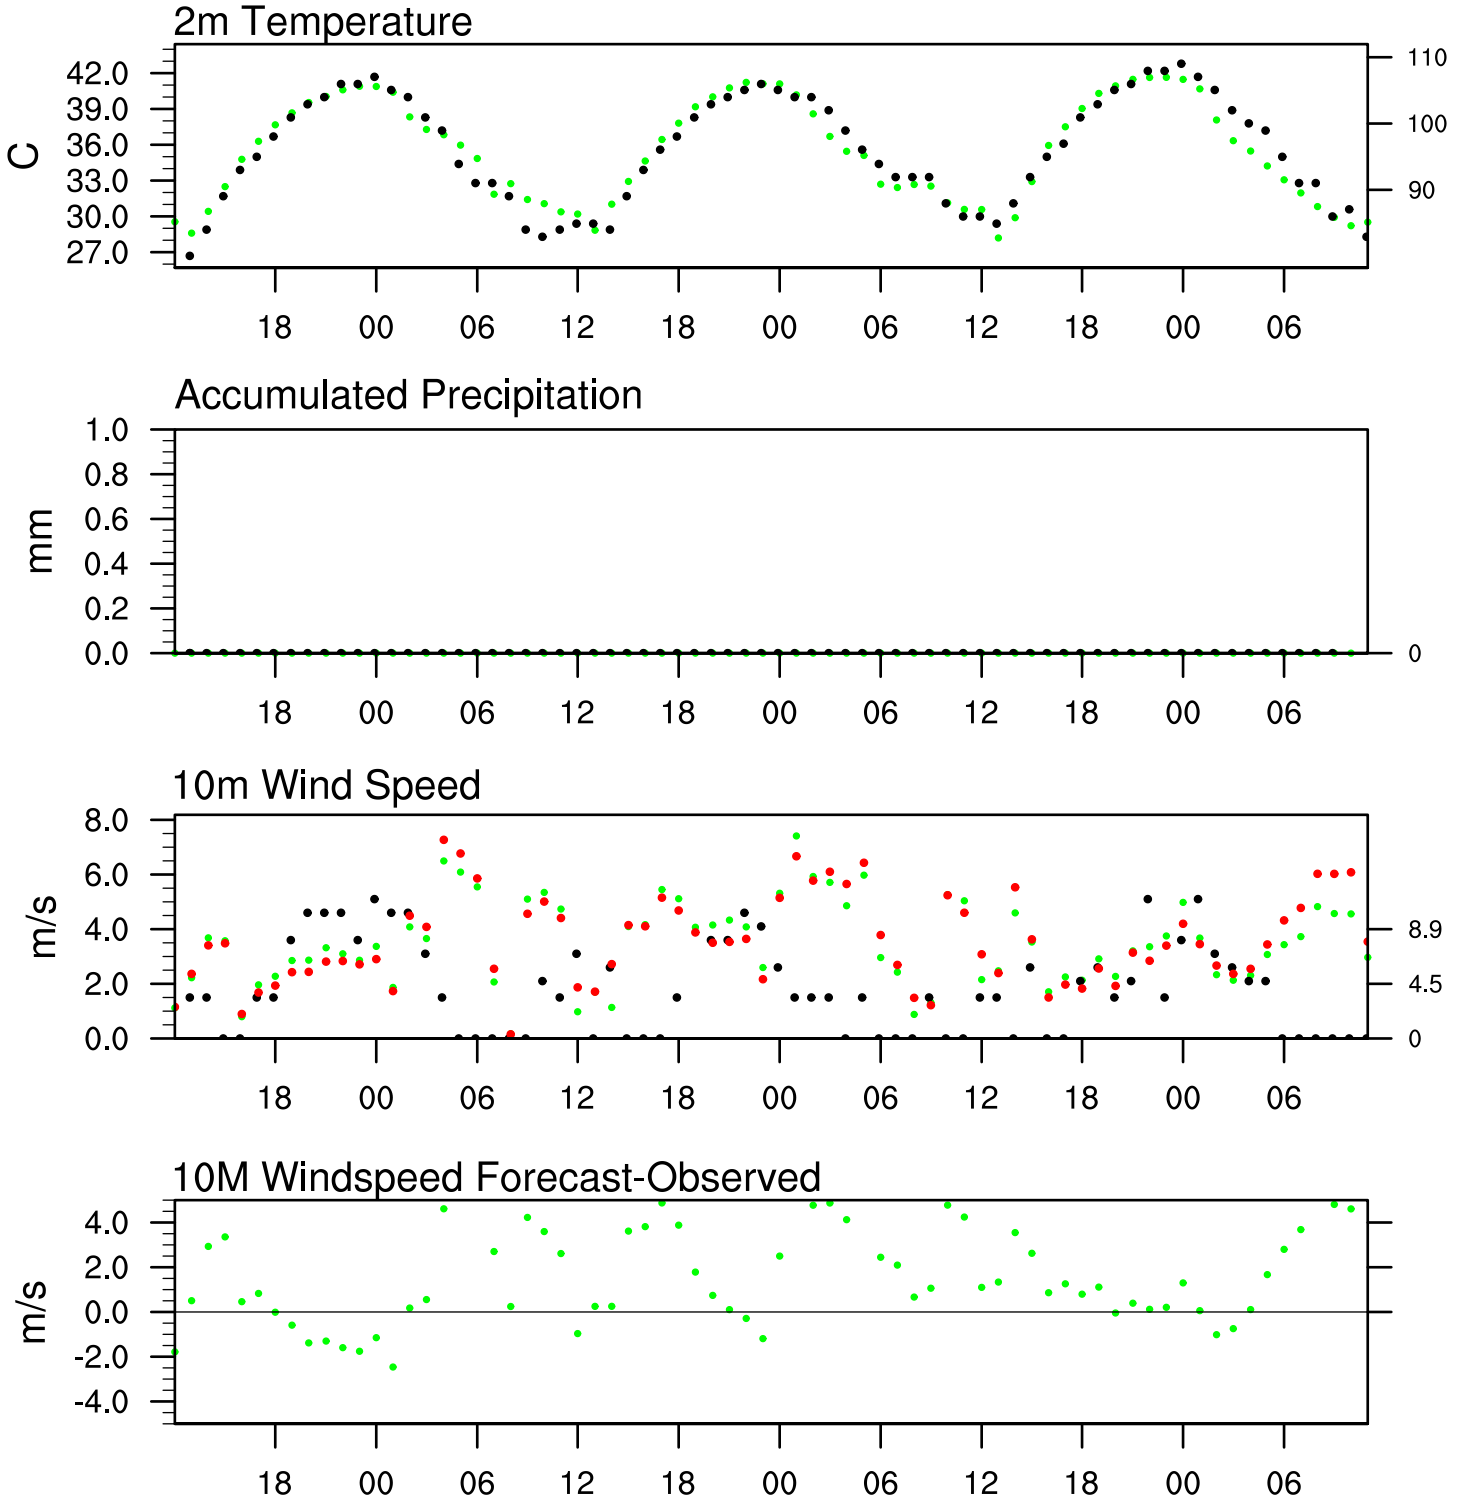 2m Temperature
42.0
39.0
36.0
33.0
30.0
27.0
C
110
100
90
18 00 06 12 18 00 06 12 18 00 06
Accumulated Precipitation
1.0
0.8
0.6
0.4
0.2
0.0
mm
0
18 00 06 12 18 00 06 12 18 00 06
10m Wind Speed
8.0
6.0
4.0
2.0
0.0
m/s
8.9
4.5
0
18 00 06 12 18 00 06 12 18 00 06
10M Windspeed Forecast-Observed
4.0
2.0
0.0
-2.0
-4.0
m/s
18 00 06 12 18 00 06 12 18 00 06